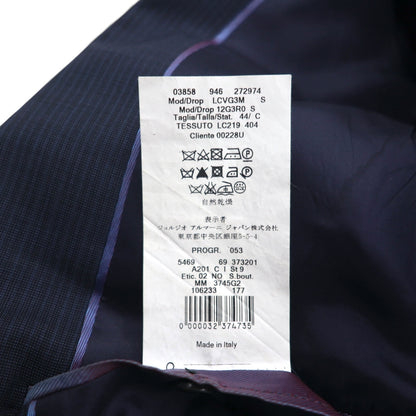 03858 946 272974
Mod/Drop LCVG3M S
Mod/Drop 12G3R0 S
Taglia/Talla/Stat. 44/ C
TESSUTO LC219 404
Cliente 00228U
自然乾燥
表示者
ジョルジオ アルマーニ ジャパン株式会社
東京都中央区銀座5-5-4
PROGR. 053
5469 69 373201
A201 C I St9
Etic. 02 NO S.bout.
MM 3745G2
106233 177
0 000032 374735
Made in Italy